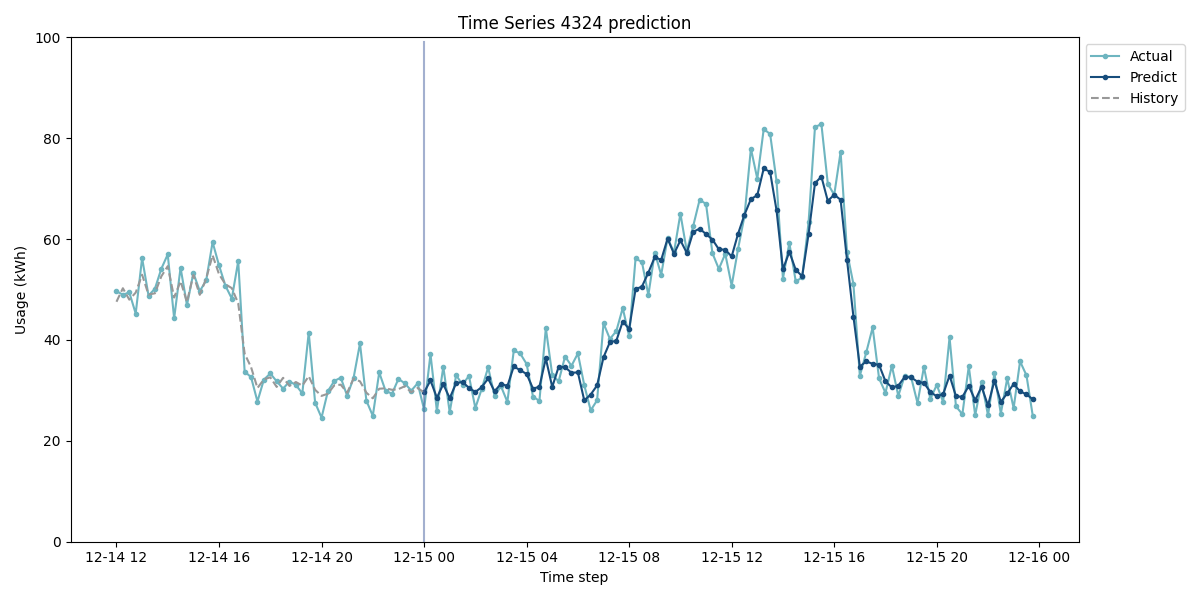 Time Series 4324 prediction
100
80
60
40
20
0
Usage (kWh)
12-14 12
12-14 16
12-14 20
12-15 00
12-15 04
12-15 08
12-15 12
12-15 16
12-15 20
12-16 00
Time step
Actual
Predict
History